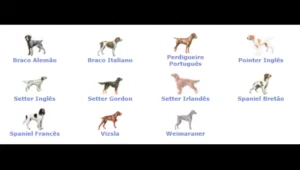 Braco Alemão
Braco Italiano
Perdigueiro
Português
Pointer Inglês
Setter Inglês
Setter Gordon
Setter Irlandês
Spaniel Bretão
Spaniel Francês
Vizsla
Weimaraner